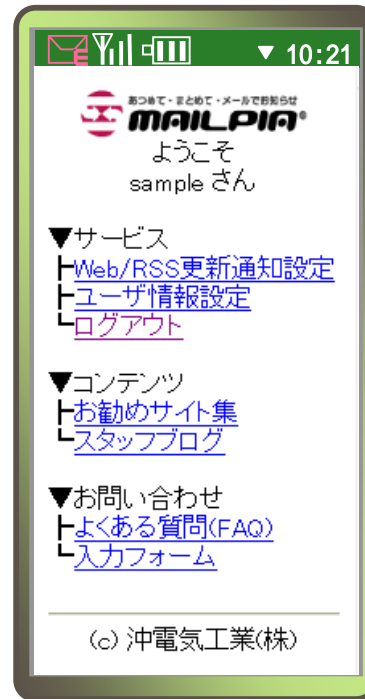 ▼ 10:21
あつめて・まとめて・メールでお知らせ
MAILPIA®
ようこそ
sample さん
▼サービス
┣Web/RSS更新通知設定
┣ユーザ情報設定
┗ログアウト
▼コンテンツ
┣お勧めサイト集
┗スタッフブログ
▼お問い合わせ
┣よくある質問(FAQ)
┗入力フォーム
(c) 沖電気工業(株)